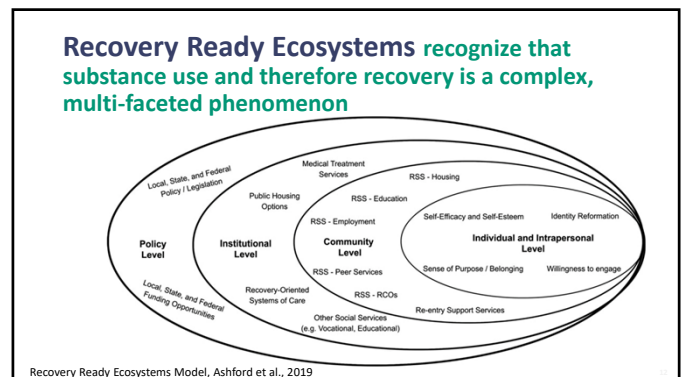 Recovery Ready Ecosystems recognize that
substance use and therefore recovery is a complex,
multi-faceted phenomenon
Local, State, and Federal
Policy / Legislation
Policy
Level
Local, State, and Federal
Funding Opportunities
Medical Treatment
Services
Public Housing
Options
Institutional
Level
Recovery-Oriented
Systems of Care
Other Social Services
(e.g. Vocational, Educational)
RSS - Housing
RSS - Education
RSS - Employment
Community
Level
RSS - Peer Services
RSS - RCOs
Re-entry Support Services
Self-Efficacy and Self-Esteem
Identity Reformation
Individual and Intrapersonal
Level
Sense of Purpose / Belonging
Willingness to engage
Recovery Ready Ecosystems Model, Ashford et al., 2019